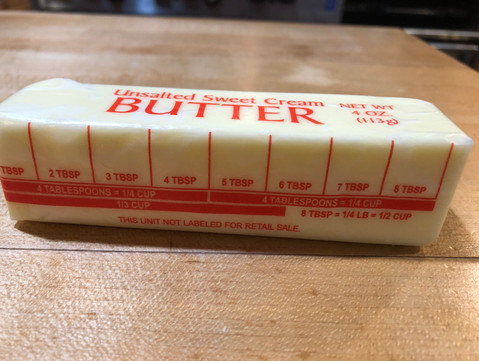 Unsalted Sweet Cream
BUTTER
NET WT
4 OZ.
(113g)
TBSP 2 TBSP 3 TBSP 4 TBSP 5 TBSP 6 TBSP 7 TBSP 8 TBSP
4 TABLESPOONS = 1/4 CUP 4 TABLESPOONS = 1/4 CUP
1/3 CUP 8 TBSP = 1/4 LB = 1/2 CUP
THIS UNIT NOT LABELED FOR RETAIL SALE.